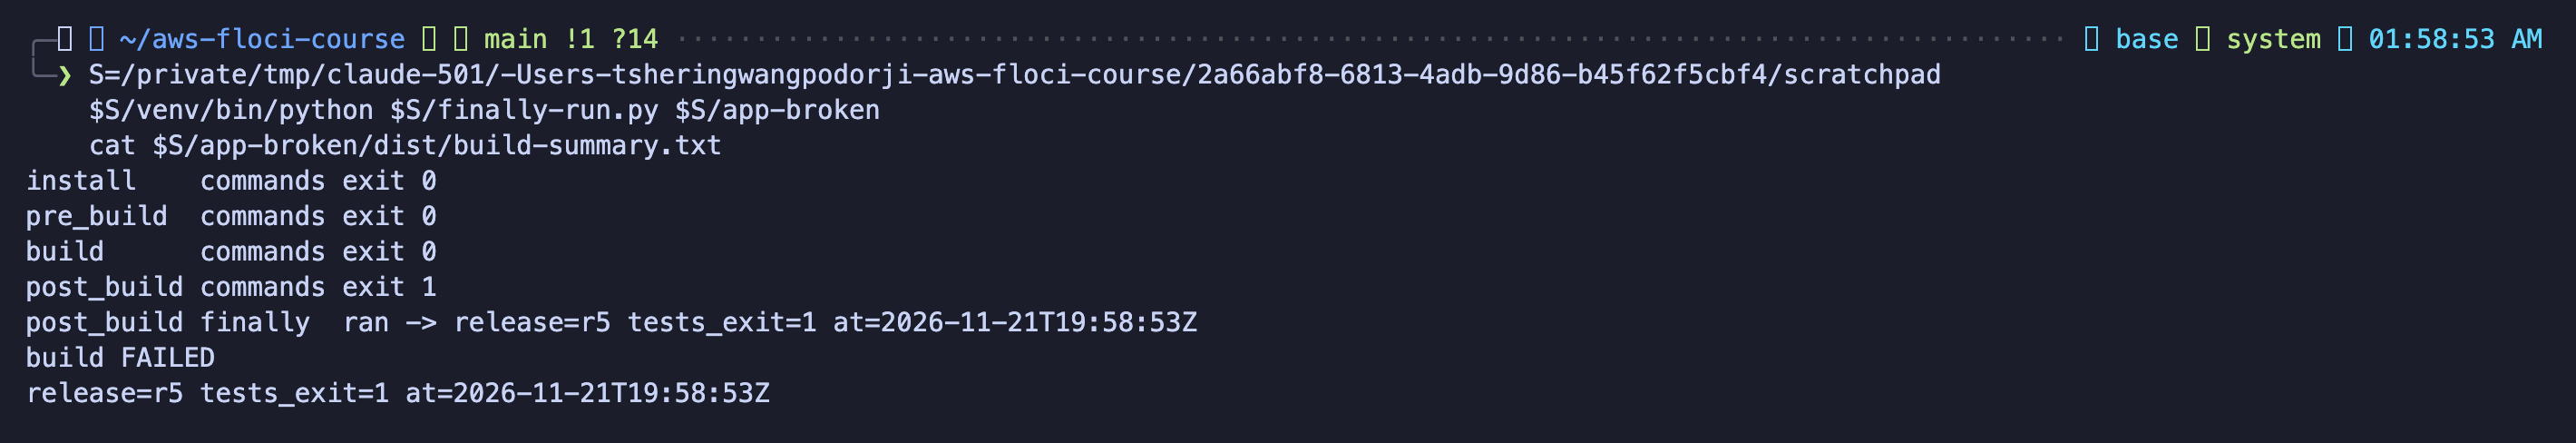 ~/aws-floci-course main !1 ?14 base system 01:58:53 AM
❯ S=/private/tmp/claude-501/-Users-tsheringwangpodorji-aws-floci-course/2a66abf8-6813-4adb-9d86-b45f62f5cbf4/scratchpad
$S/venv/bin/python $S/finally-run.py $S/app-broken
cat $S/app-broken/dist/build-summary.txt
install    commands exit 0
pre_build  commands exit 0
build      commands exit 0
post_build commands exit 1
post_build finally  ran -> release=r5 tests_exit=1 at=2026-11-21T19:58:53Z
build FAILED
release=r5 tests_exit=1 at=2026-11-21T19:58:53Z